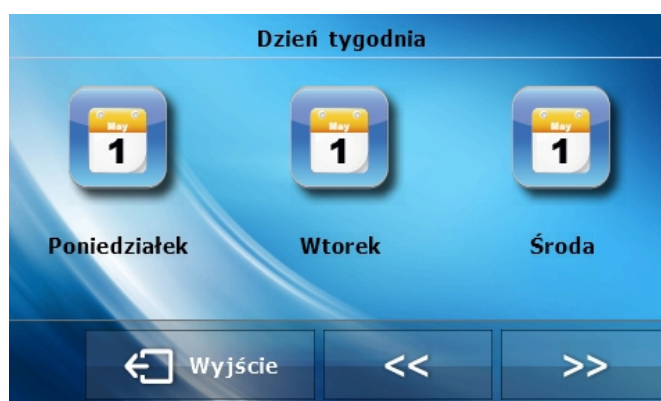 Dzień tygodnia
May
1
May
1
May
1
Poniedziałek
Wtorek
Środa
Wyjście
<<
>>